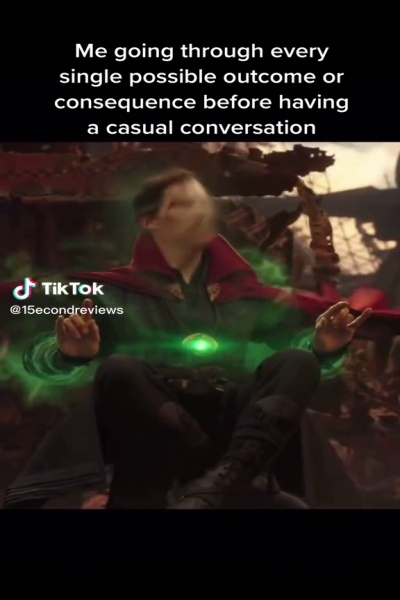 Me going through every
single possible outcome or
consequence before having
a casual conversation
TikTok
@15econdreviews